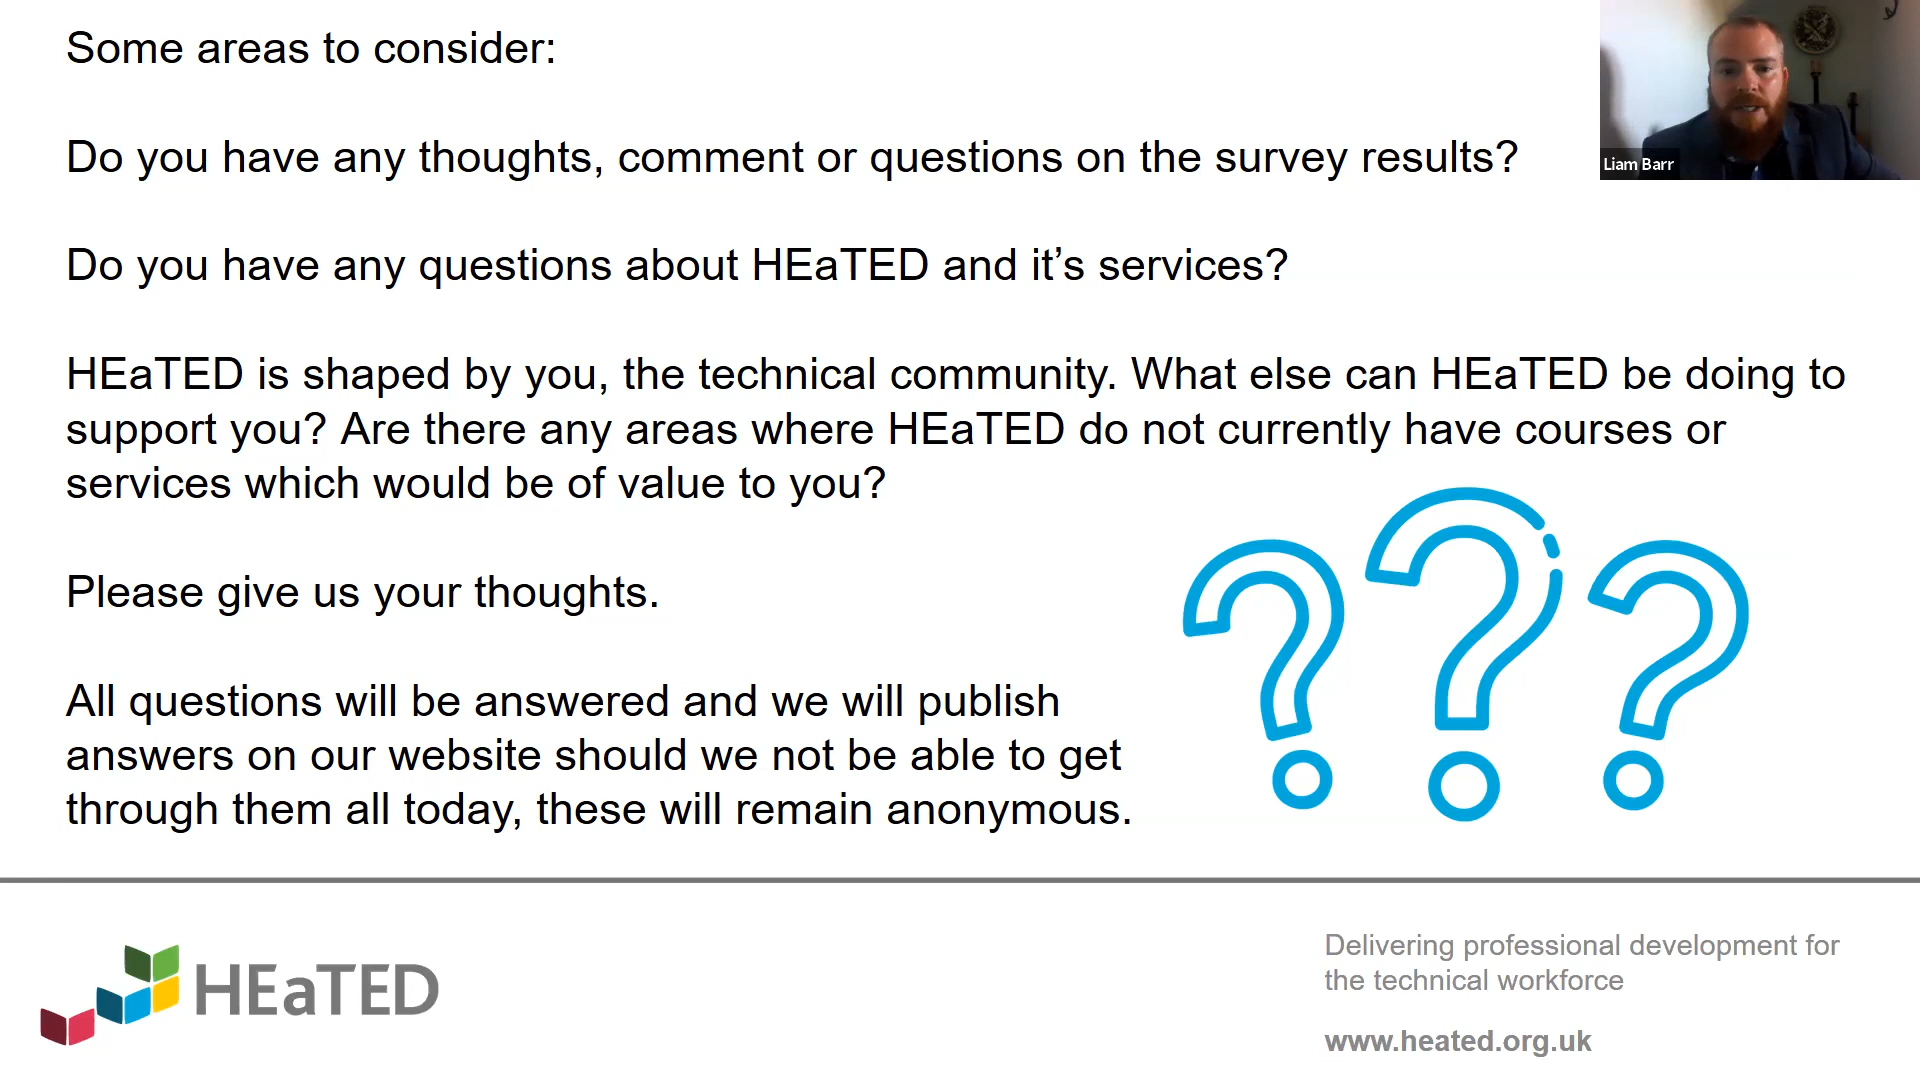 Some areas to consider:
Do you have any thoughts, comment or questions on the survey results?
Do you have any questions about HEaTED and it’s services?
HEaTED is shaped by you, the technical community. What else can HEaTED be doing to
support you? Are there any areas where HEaTED do not currently have courses or
services which would be of value to you?
Please give us your thoughts.
All questions will be answered and we will publish
answers on our website should we not be able to get
through them all today, these will remain anonymous.
Liam Barr
HEaTED
Delivering professional development for
the technical workforce
www.heated.org.uk